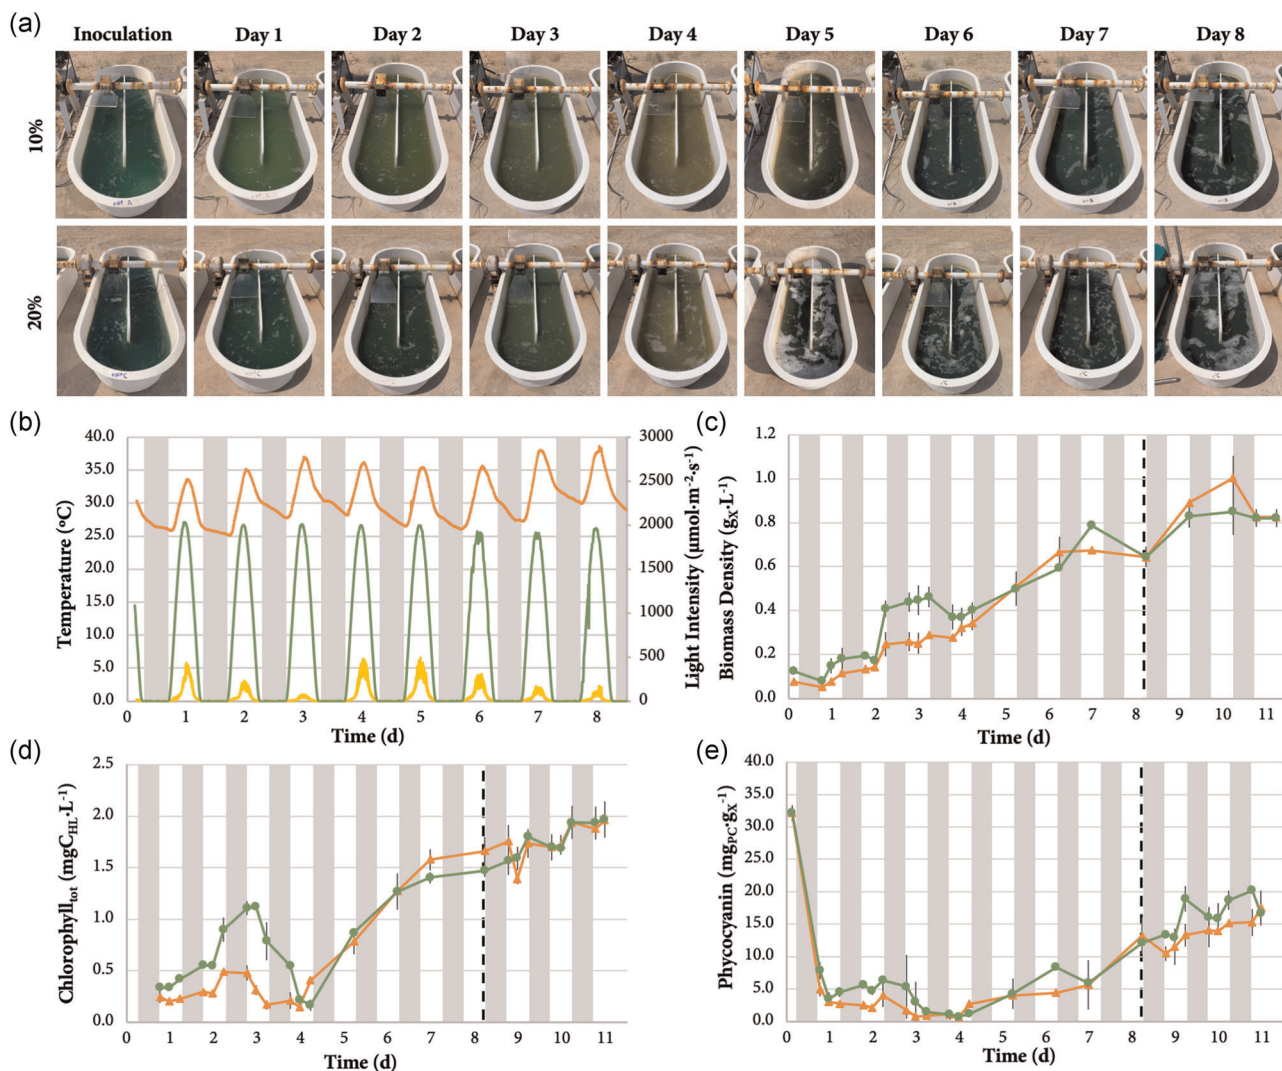 (a)
Inoculation Day 1 Day 2 Day 3 Day 4 Day 5 Day 6 Day 7 Day 8
10%
20%
(b)
40.0 35.0 30.0 25.0 20.0 15.0 10.0 5.0 0.0
Temperature (ºC)
3000 2500 2000 1500 1000 500 0
Light Intensity (µmol·m⁻²·s⁻¹)
0 1 2 3 4 5 6 7 8
Time (d)
(c)
1.2 1.0 0.8 0.6 0.4 0.2 0.0
Biomass Density (gX·L⁻¹)
0 1 2 3 4 5 6 7 8 9 10 11
Time (d)
(d)
2.5 2.0 1.5 1.0 0.5 0.0
Chlorophylltot (mgCHL·L⁻¹)
0 1 2 3 4 5 6 7 8 9 10 11
Time (d)
(e)
40.0 35.0 30.0 25.0 20.0 15.0 10.0 5.0 0.0
Phycocyanin (mgPC·gX⁻¹)
0 1 2 3 4 5 6 7 8 9 10 11
Time (d)